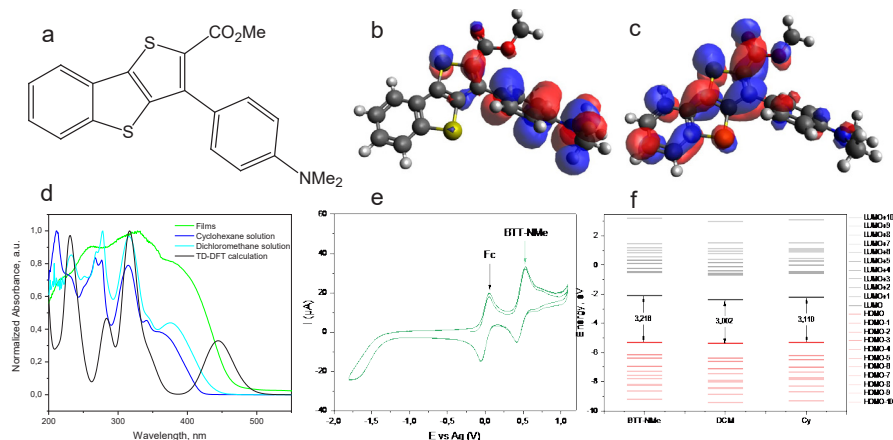 a
S
CO₂Me
S
NMe₂
b
c
d
Films
Cyclohexane solution
Dichloromethane solution
TD-DFT calculation
Normalized Absorbance, a.u.
1,0
0,8
0,6
0,4
0,2
0,0
200
300
400
500
Wavelength, nm
e
BTT-NMe
Fc
I (µA)
60
40
20
0
-20
-40
-2,0
-1,5
-1,0
-0,5
0,0
0,5
1,0
E vs Ag (V)
f
Energy, eV
2
0
-2
-4
-6
-8
-10
3,218
3,002
3,110
BTT-NMe
DCM
Cy
LUMO+10
LUMO+9
LUMO+8
LUMO+7
LUMO+6
LUMO+5
LUMO+4
LUMO+3
LUMO+2
LUMO+1
LUMO
HOMO
HOMO-1
HOMO-2
HOMO-3
HOMO-4
HOMO-5
HOMO-6
HOMO-7
HOMO-8
HOMO-9
HOMO-10